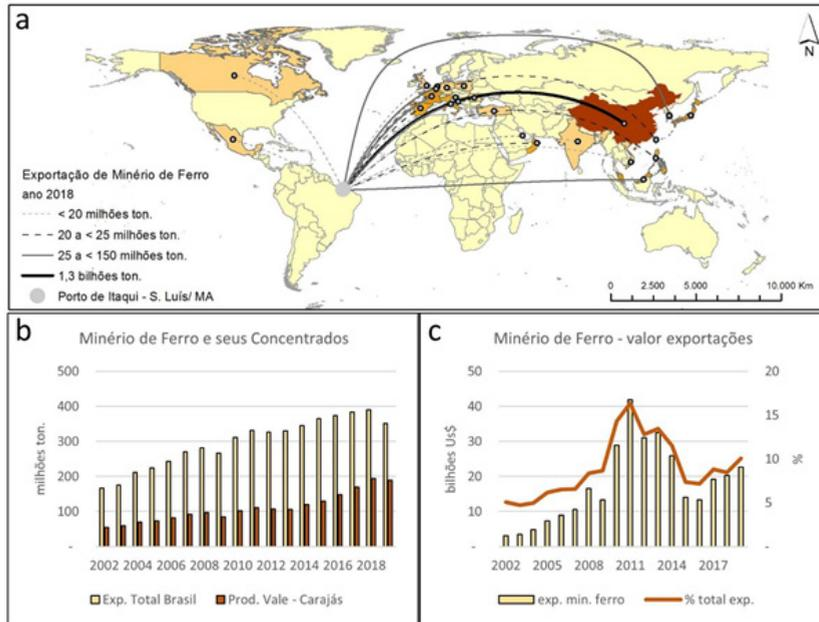 a
N
Exportação de Minério de Ferro
ano 2018
< 20 milhões ton.
20 a < 25 milhões ton.
25 a < 150 milhões ton.
1,3 bilhões ton.
Porto de Itaqui - S. Luís/ MA
0 2.500 5.000 10.000 Km
b
Minério de Ferro e seus Concentrados
milhões ton.
500
400
300
200
100
-
2002 2004 2006 2008 2010 2012 2014 2016 2018
Exp. Total Brasil Prod. Vale - Carajás
c
Minério de Ferro - valor exportações
bilhões Us$
50
40
30
20
10
-
20
15
10
5
-
%
2002 2005 2008 2011 2014 2017
exp. min. ferro % total exp.